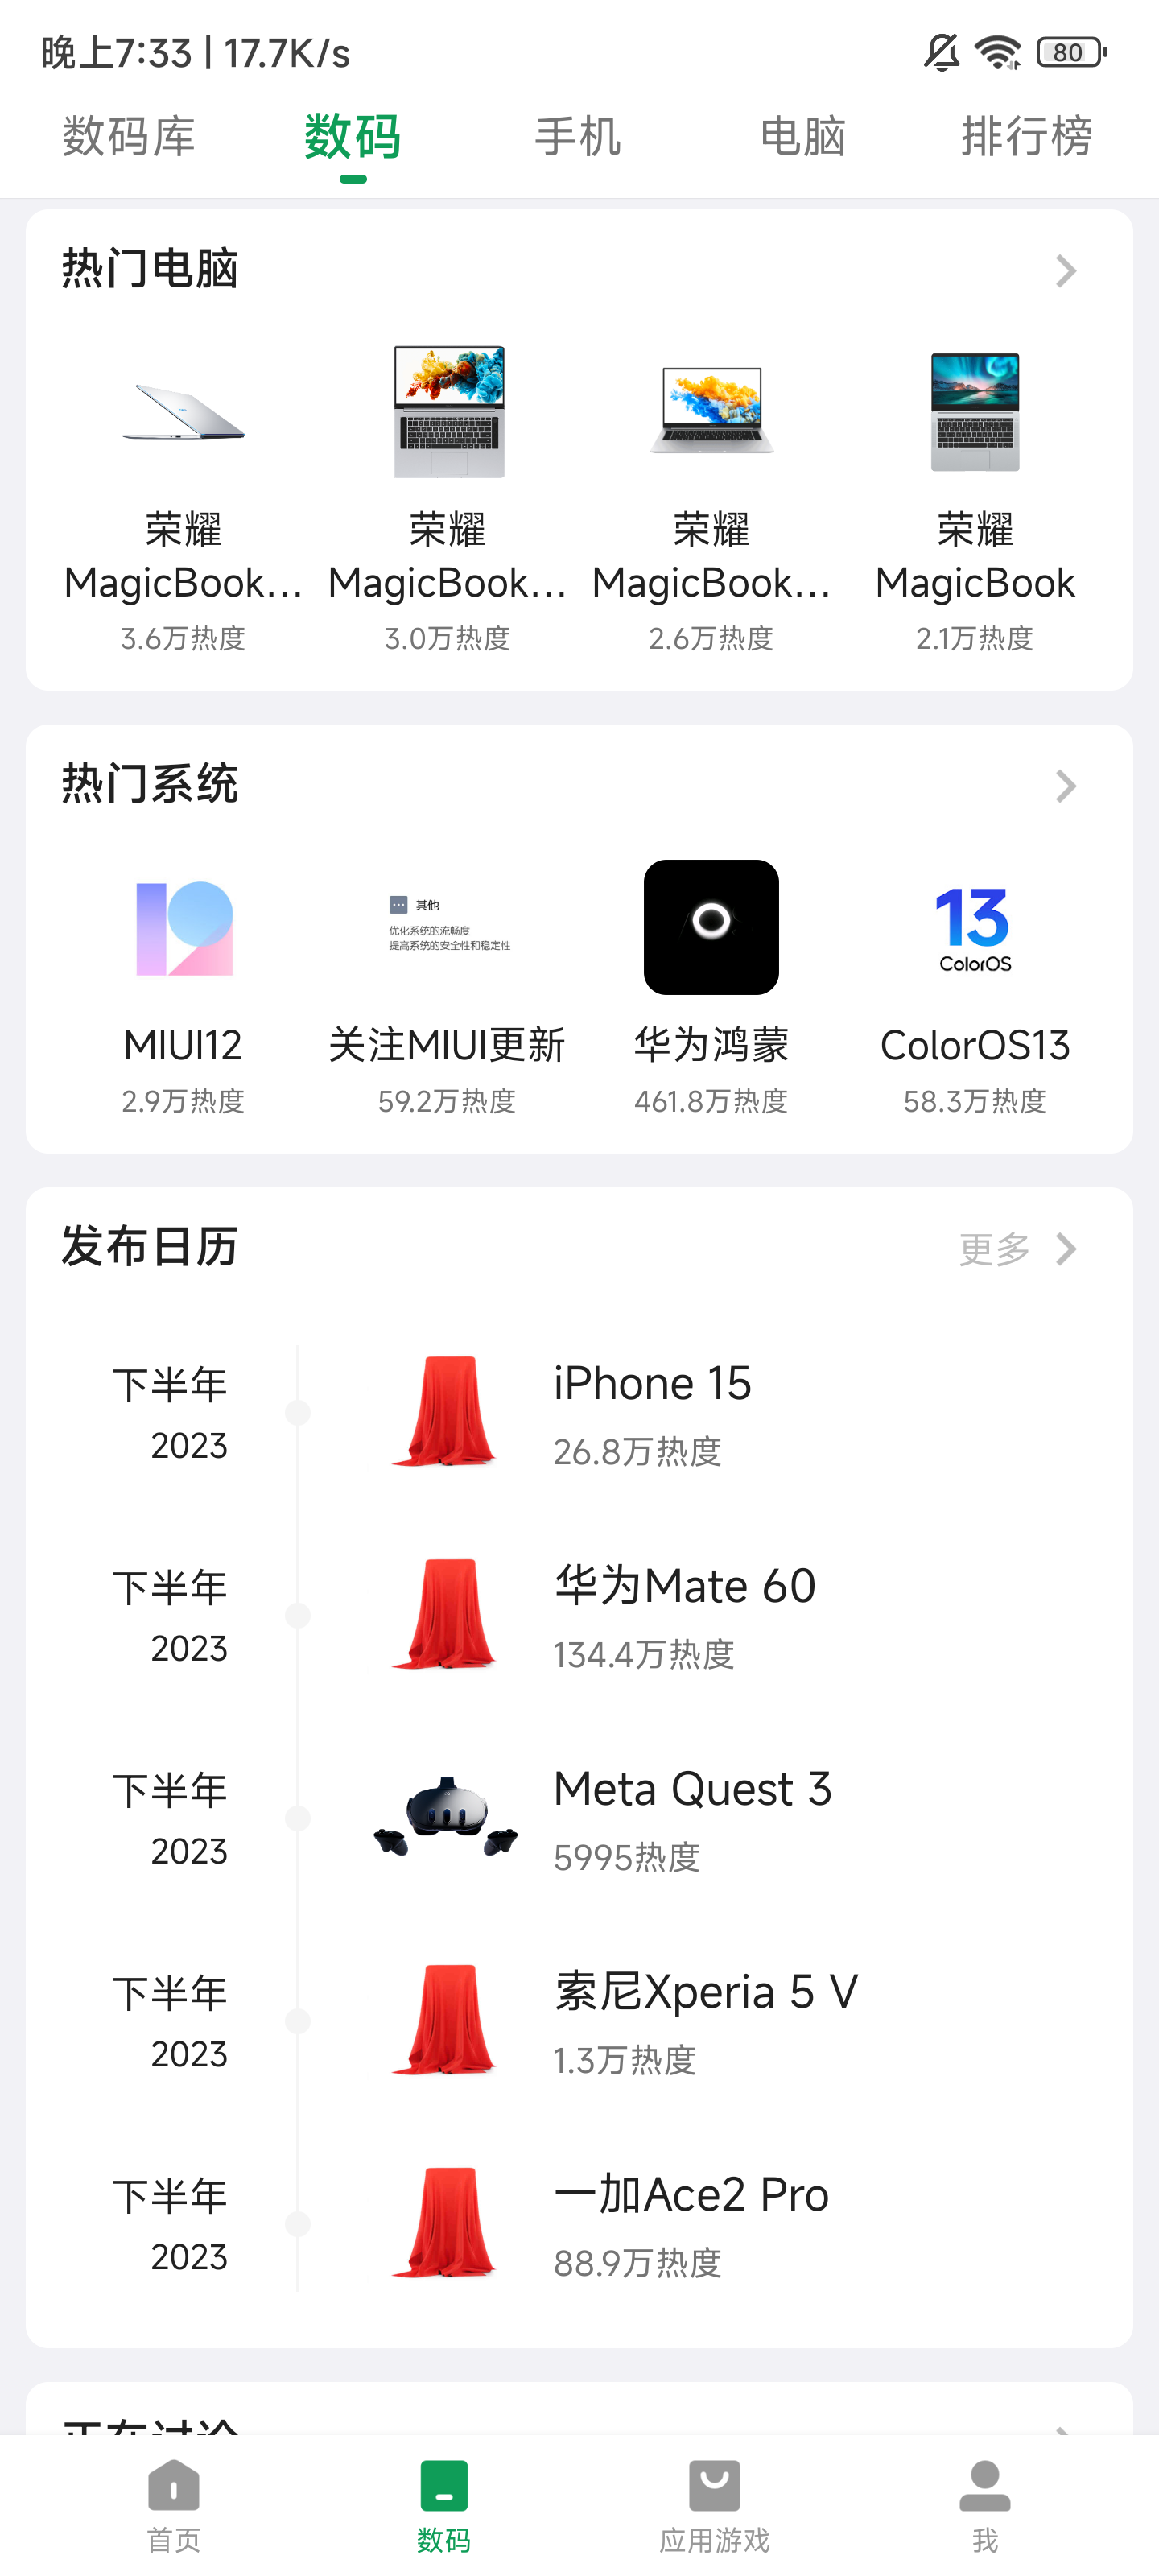 晚上7:33 | 17.7K/s
80
数码库 数码 手机 电脑 排行榜
热门电脑
荣耀 MagicBook...
3.6万热度
荣耀 MagicBook...
3.0万热度
荣耀 MagicBook...
2.6万热度
荣耀 MagicBook
2.1万热度
热门系统
MIUI12
2.9万热度
其他
优化系统的流畅度
提高系统的安全性和稳定性
关注MIUI更新
59.2万热度
华为鸿蒙
461.8万热度
13
ColorOS
ColorOS13
58.3万热度
发布日历
更多
下半年
2023
iPhone 15
26.8万热度
下半年
2023
华为Mate 60
134.4万热度
下半年
2023
Meta Quest 3
5995热度
下半年
2023
索尼Xperia 5 V
1.3万热度
下半年
2023
一加Ace2 Pro
88.9万热度
正在讨论
首页 数码 应用游戏 我